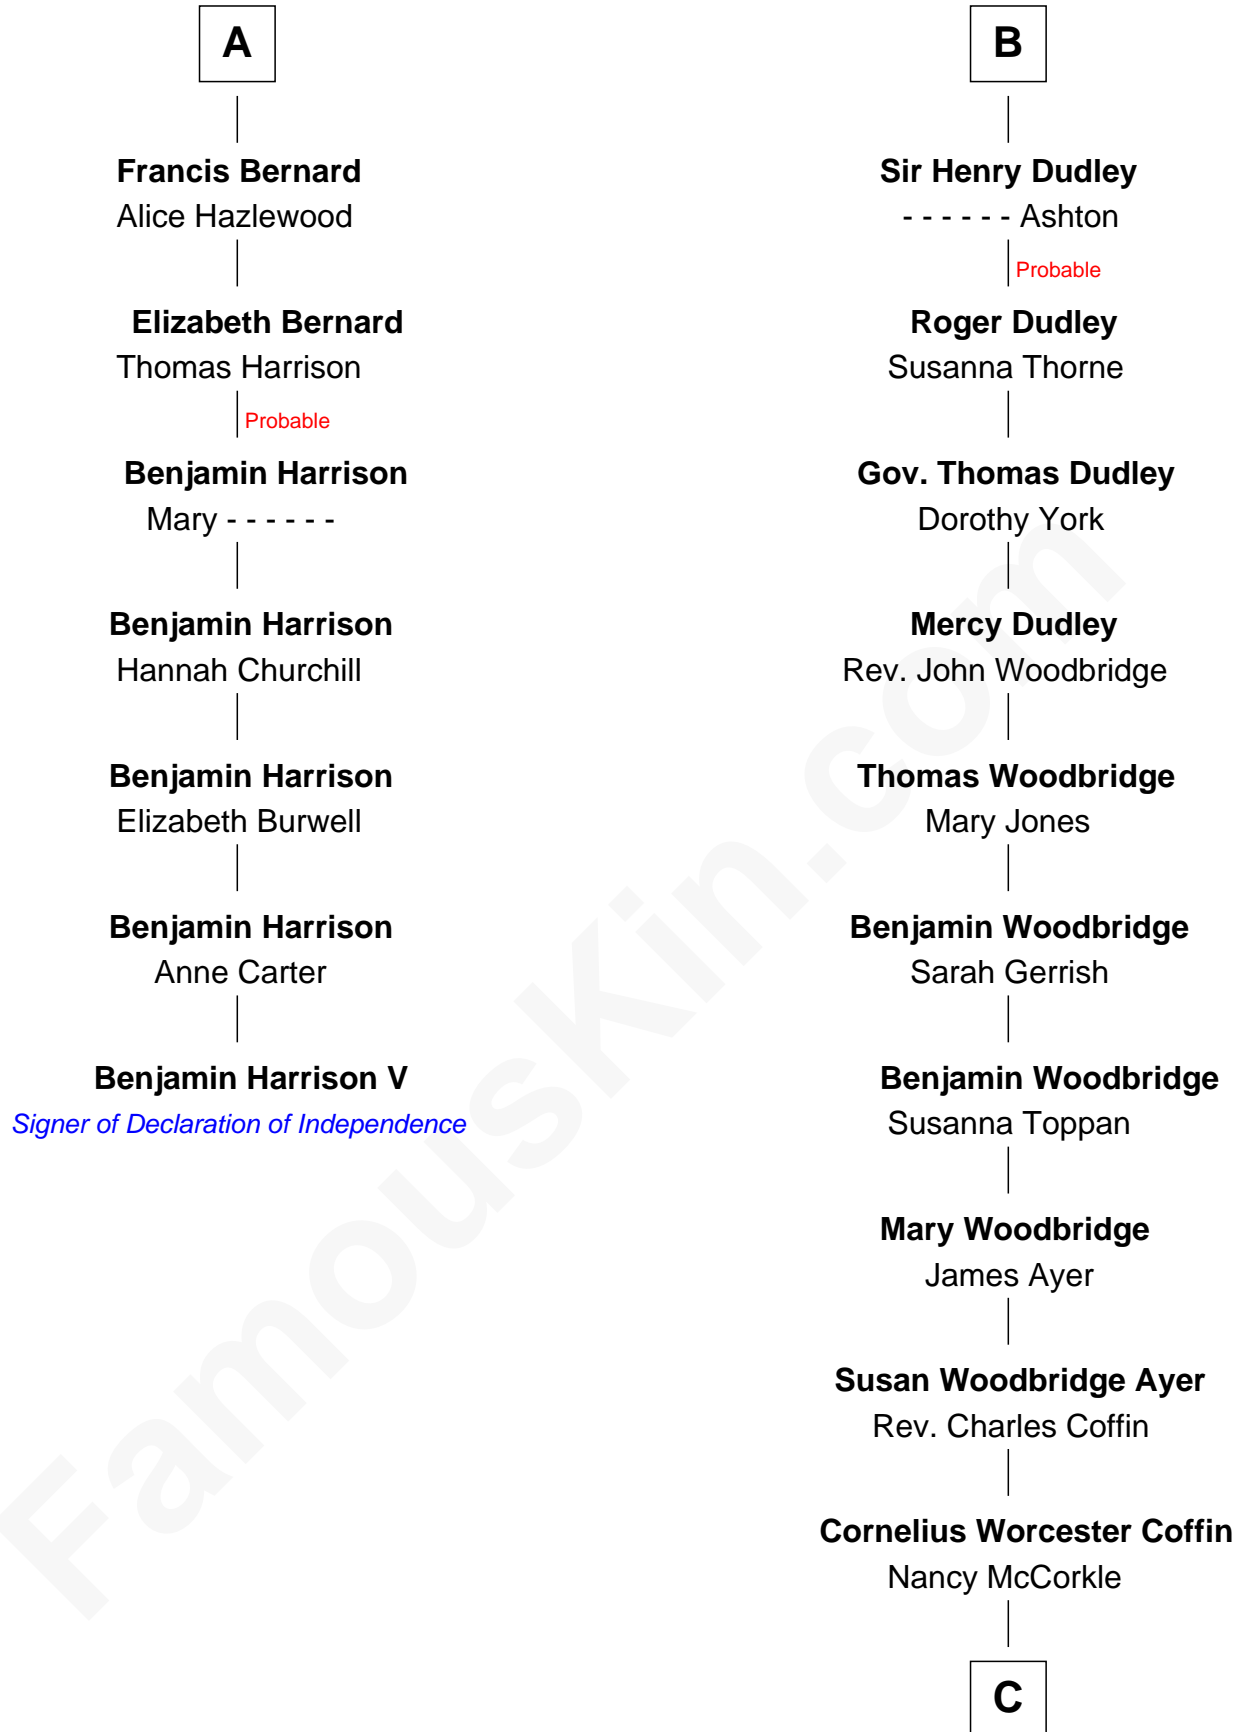 A
Francis Bernard
Alice Hazlewood
Elizabeth Bernard
Thomas Harrison
Probable
Benjamin Harrison
Mary - - - - - -
Benjamin Harrison
Hannah Churchill
Benjamin Harrison
Elizabeth Burwell
Benjamin Harrison
Anne Carter
Benjamin Harrison V
Signer of Declaration of Independence
B
Sir Henry Dudley
- - - - - - Ashton
Probable
Roger Dudley
Susanna Thorne
Gov. Thomas Dudley
Dorothy York
Mercy Dudley
Rev. John Woodbridge
Thomas Woodbridge
Mary Jones
Benjamin Woodbridge
Sarah Gerrish
Benjamin Woodbridge
Susanna Toppan
Mary Woodbridge
James Ayer
Susan Woodbridge Ayer
Rev. Charles Coffin
Cornelius Worcester Coffin
Nancy McCorkle
C
FamousKin.com